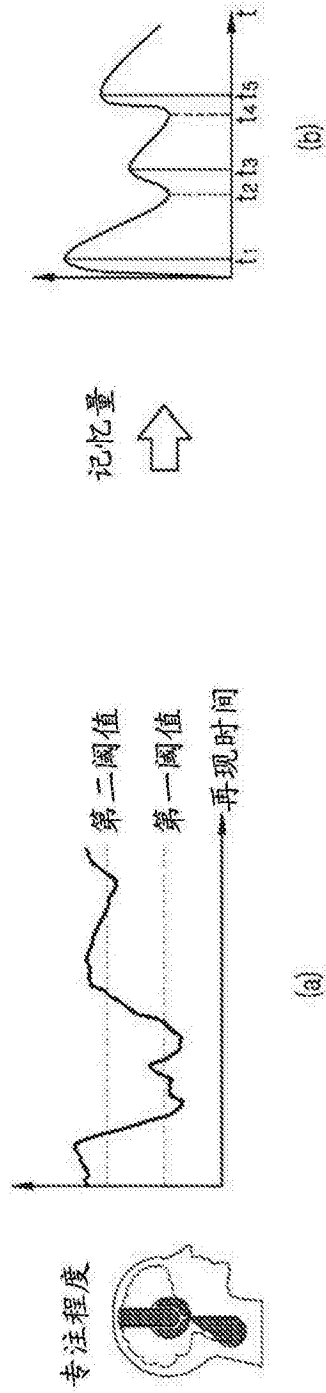 专注程度
第二阈值
第一阈值
再现时间
(a)
记忆量
t₁ t₂ t₃ t₄ t₅ t
(b)